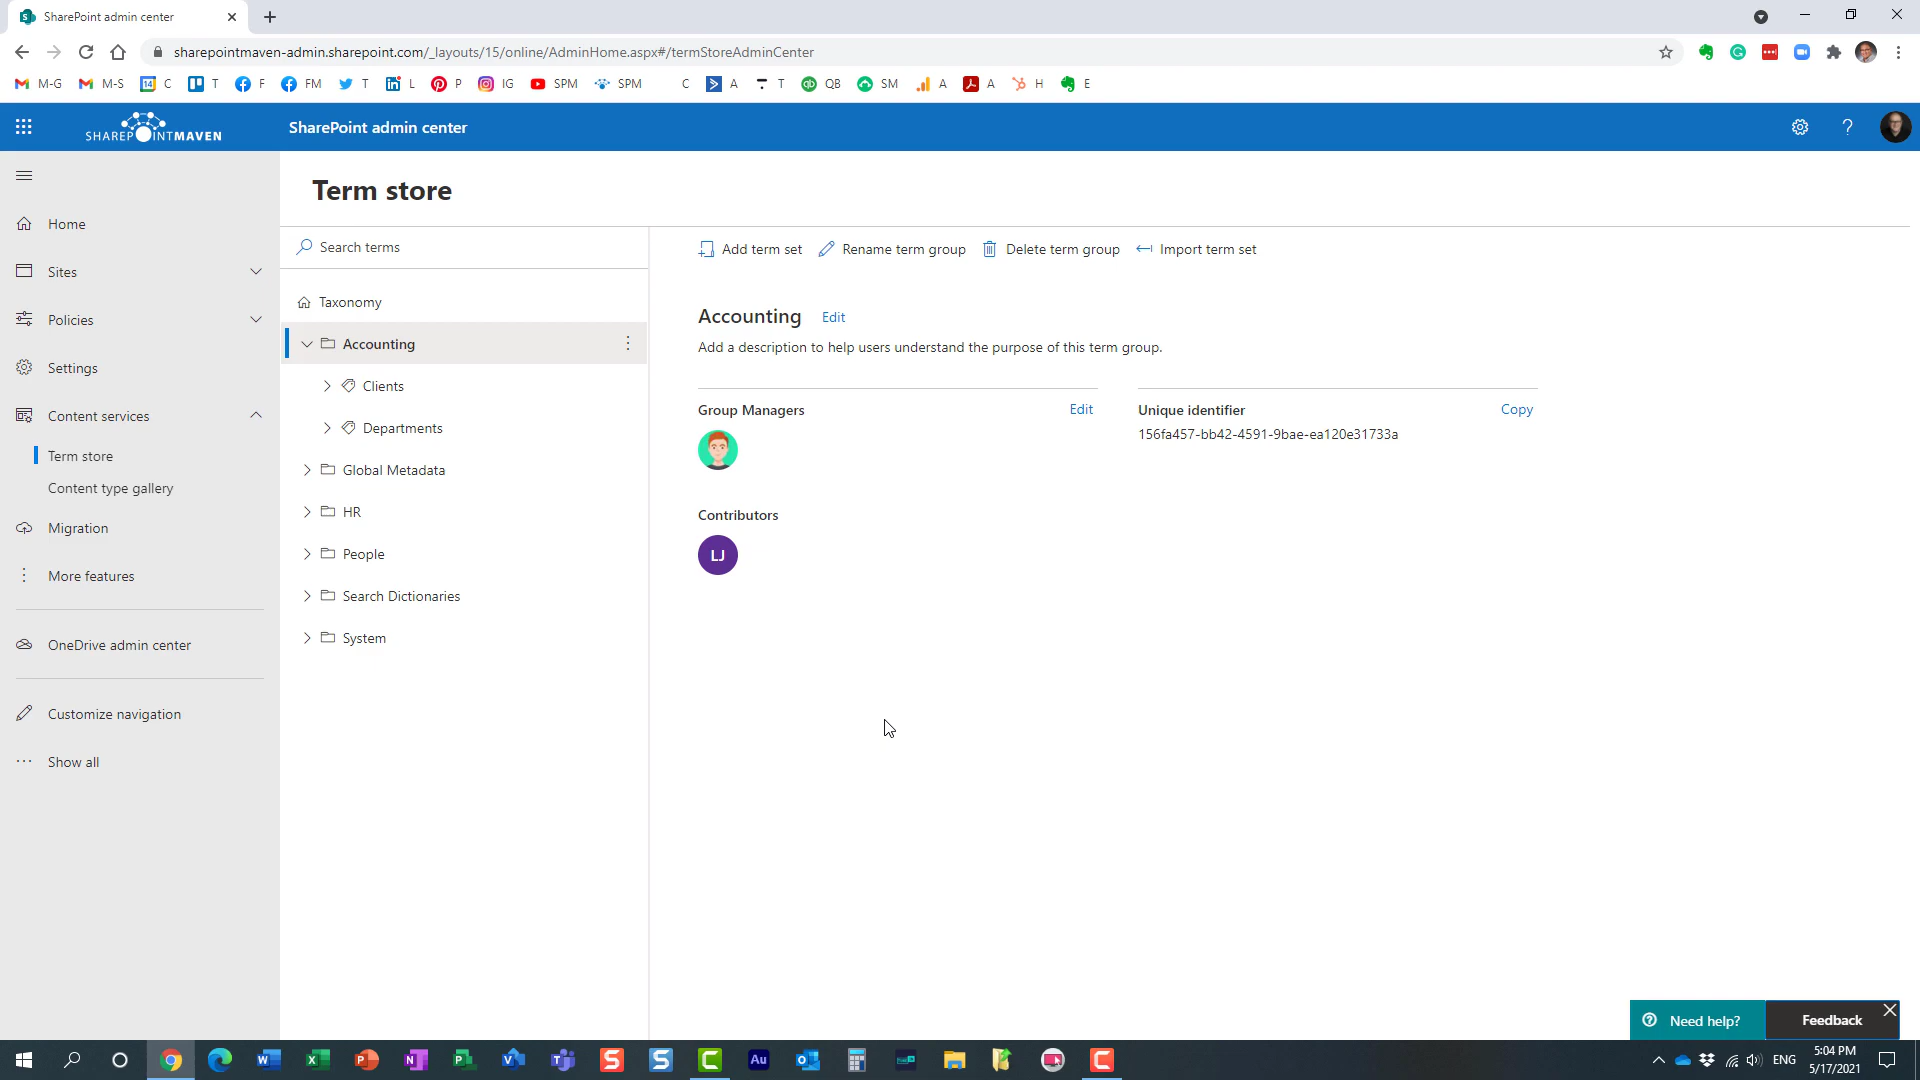 SharePoint admin center
sharepointmaven-admin.sharepoint.com/_layouts/15/online/AdminHome.aspx#/termStoreAdminCenter
M-G M-S 14 C T F FM T L P IG SPM SPM C A T QB SM A A H E
SHAREPOINTMAVEN
SharePoint admin center
Term store
Home
Sites
Policies
Settings
Content services
Term store
Content type gallery
Migration
More features
OneDrive admin center
Customize navigation
Show all
Search terms
Taxonomy
Accounting
Clients
Departments
Global Metadata
HR
People
Search Dictionaries
System
Add term set Rename term group Delete term group Import term set
Accounting Edit
Add a description to help users understand the purpose of this term group.
Group Managers Edit
Unique identifier Copy
156fa457-bb42-4591-9bae-ea120e31733a
Contributors
LJ
Need help? Feedback
ENG
5:04 PM
5/17/2021